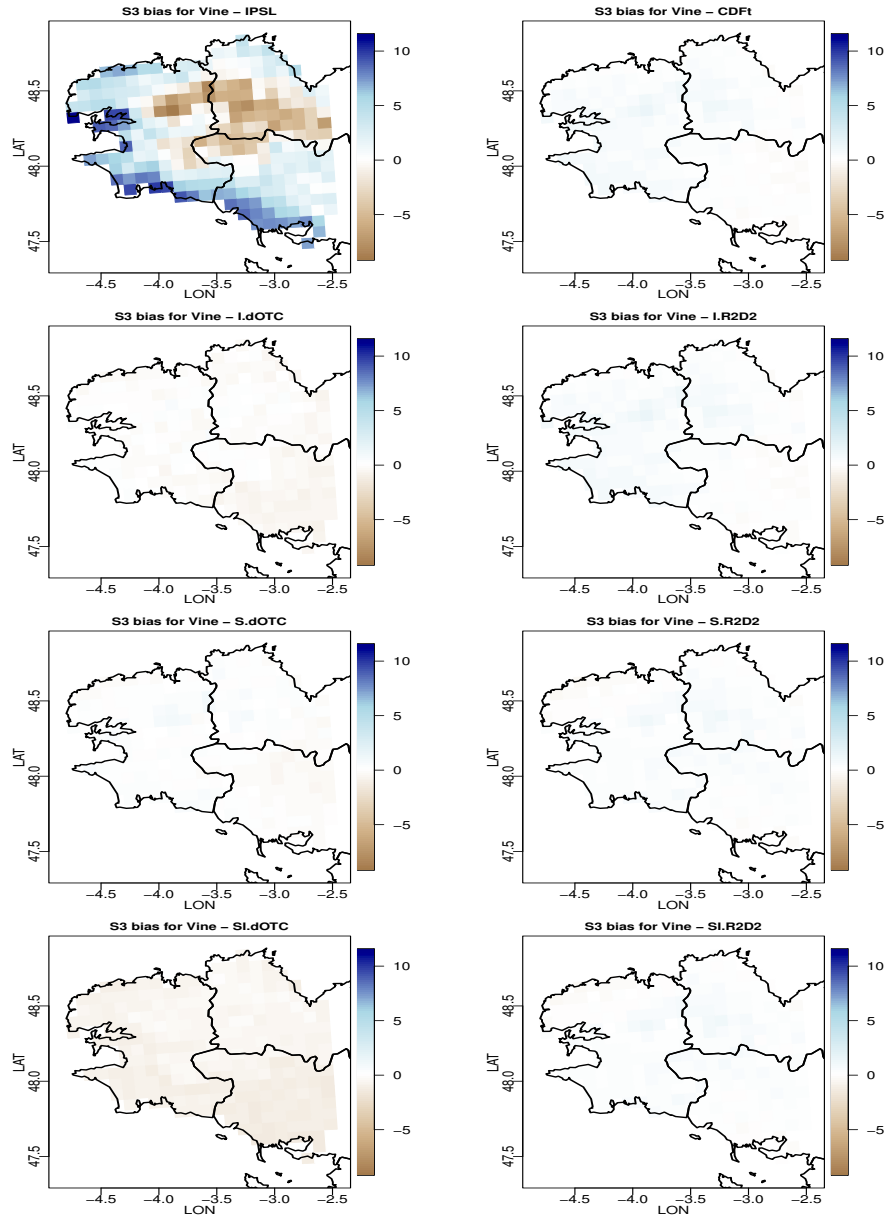 S3 bias for Vine − IPSL
LAT
48.5
48.0
47.5
−4.5 −4.0 −3.5 −3.0 −2.5
LON
10
5
0
−5
S3 bias for Vine − CDFt
LAT
48.5
48.0
47.5
−4.5 −4.0 −3.5 −3.0 −2.5
LON
10
5
0
−5
S3 bias for Vine − I.dOTC
LAT
48.5
48.0
47.5
−4.5 −4.0 −3.5 −3.0 −2.5
LON
10
5
0
−5
S3 bias for Vine − I.R2D2
LAT
48.5
48.0
47.5
−4.5 −4.0 −3.5 −3.0 −2.5
LON
10
5
0
−5
S3 bias for Vine − S.dOTC
LAT
48.5
48.0
47.5
−4.5 −4.0 −3.5 −3.0 −2.5
LON
10
5
0
−5
S3 bias for Vine − S.R2D2
LAT
48.5
48.0
47.5
−4.5 −4.0 −3.5 −3.0 −2.5
LON
10
5
0
−5
S3 bias for Vine − SI.dOTC
LAT
48.5
48.0
47.5
−4.5 −4.0 −3.5 −3.0 −2.5
LON
10
5
0
−5
S3 bias for Vine − SI.R2D2
LAT
48.5
48.0
47.5
−4.5 −4.0 −3.5 −3.0 −2.5
LON
10
5
0
−5